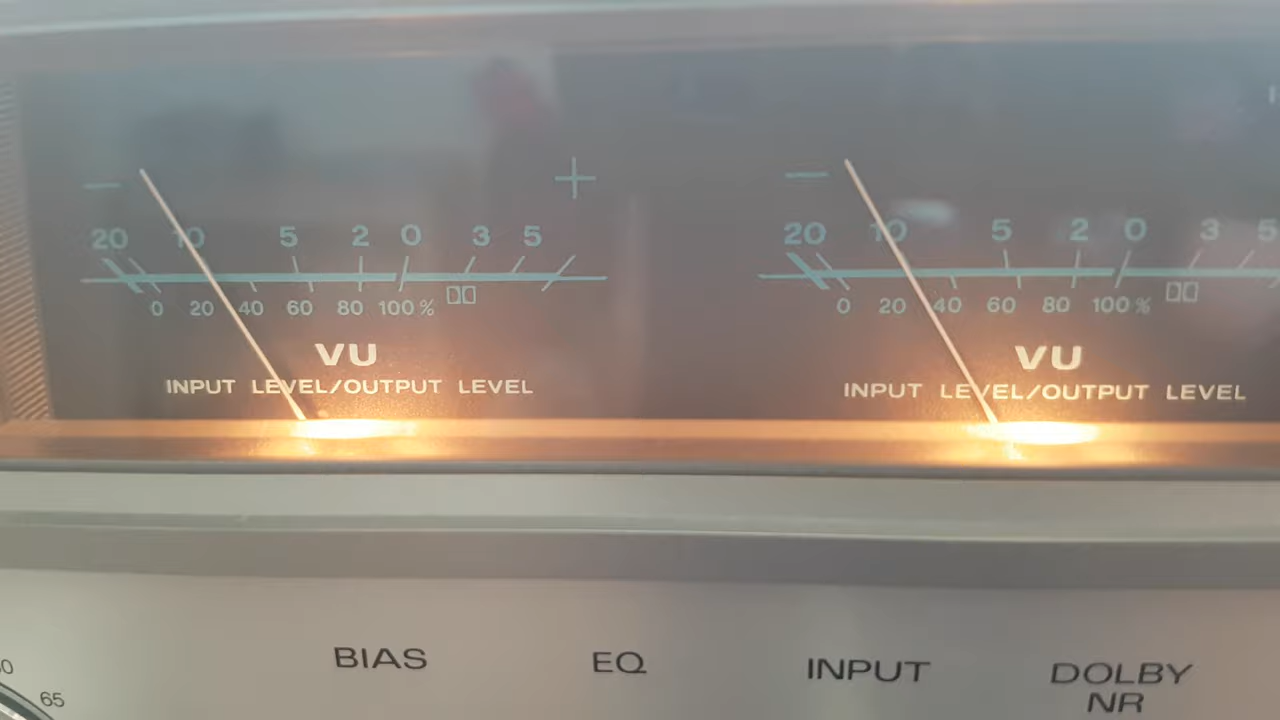 − +
20 10 5 2 0 3 5
0 20 40 60 80 100 %
VU
INPUT LEVEL/OUTPUT LEVEL
−
20 10 5 2 0 3 5
0 20 40 60 80 100 %
VU
INPUT LEVEL/OUTPUT LEVEL
BIAS
EQ
INPUT
DOLBY
NR
65